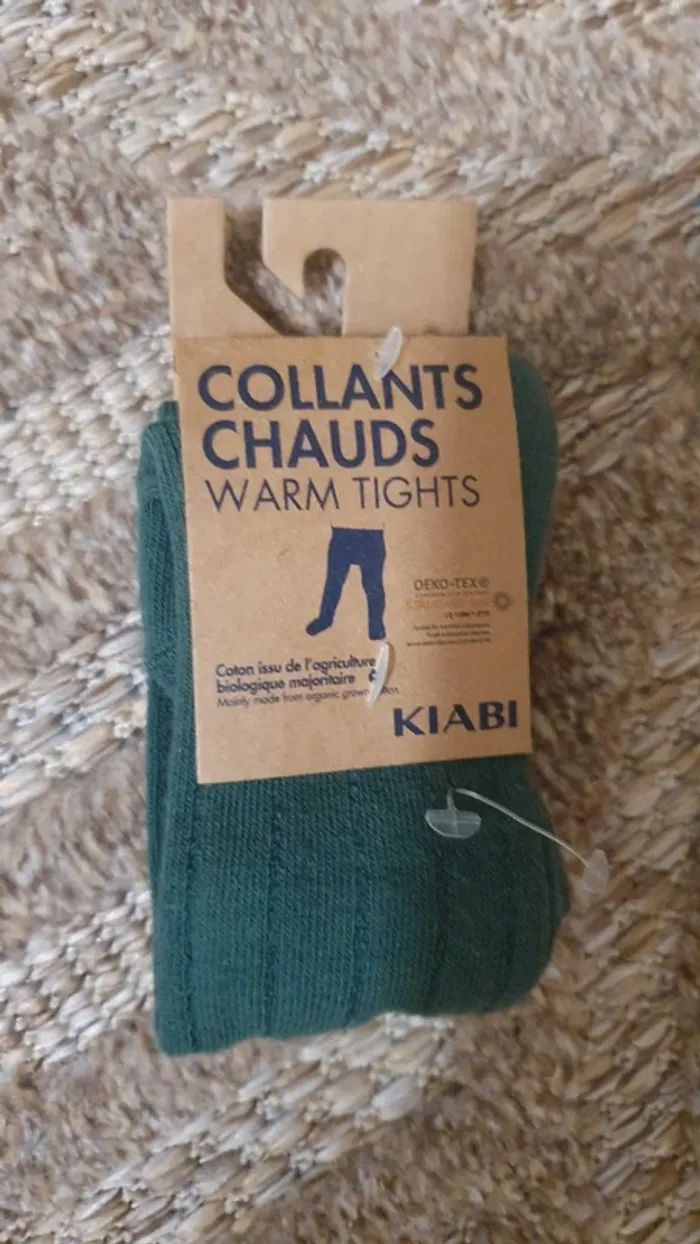 COLLANTS
CHAUDS
WARM TIGHTS
OEKO-TEX®
Coton issu de l'agriculture
biologique majoritaire
Mainly made from organic grown
KIABI